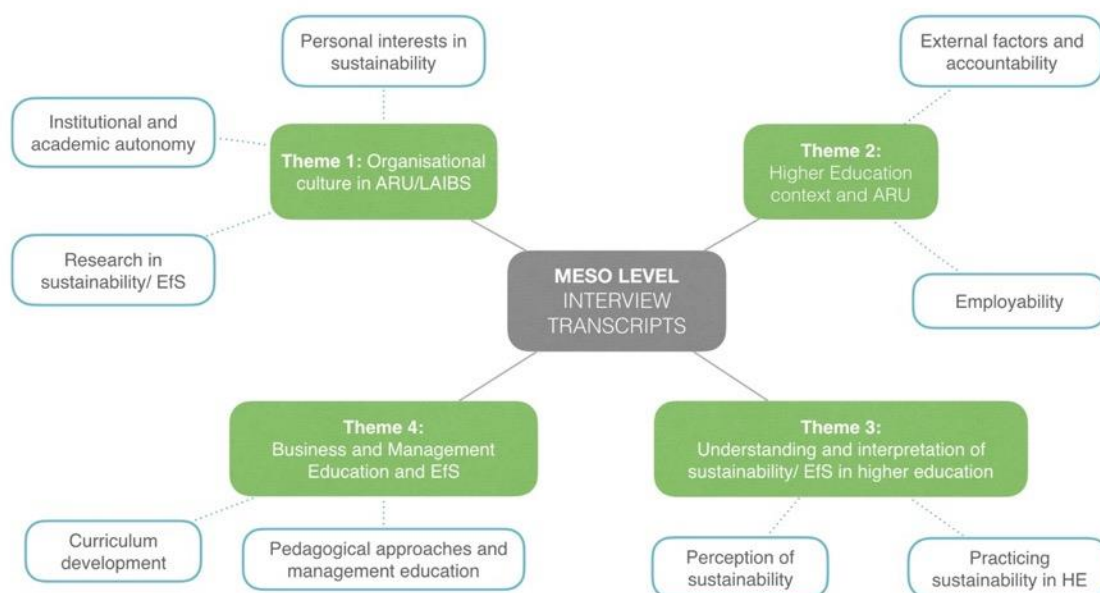 Personal interests in
sustainability
External factors and
accountability
Institutional and
academic autonomy
Theme 1: Organisational
culture in ARU/LAIBS
Theme 2:
Higher Education
context and ARU
Research in
sustainability/ EfS
MESO LEVEL
INTERVIEW
TRANSCRIPTS
Employability
Theme 4:
Business and Management
Education and EfS
Theme 3:
Understanding and interpretation of
sustainability/ EfS in higher education
Curriculum
development
Pedagogical approaches and
management education
Perception of
sustainability
Practicing
sustainability in HE